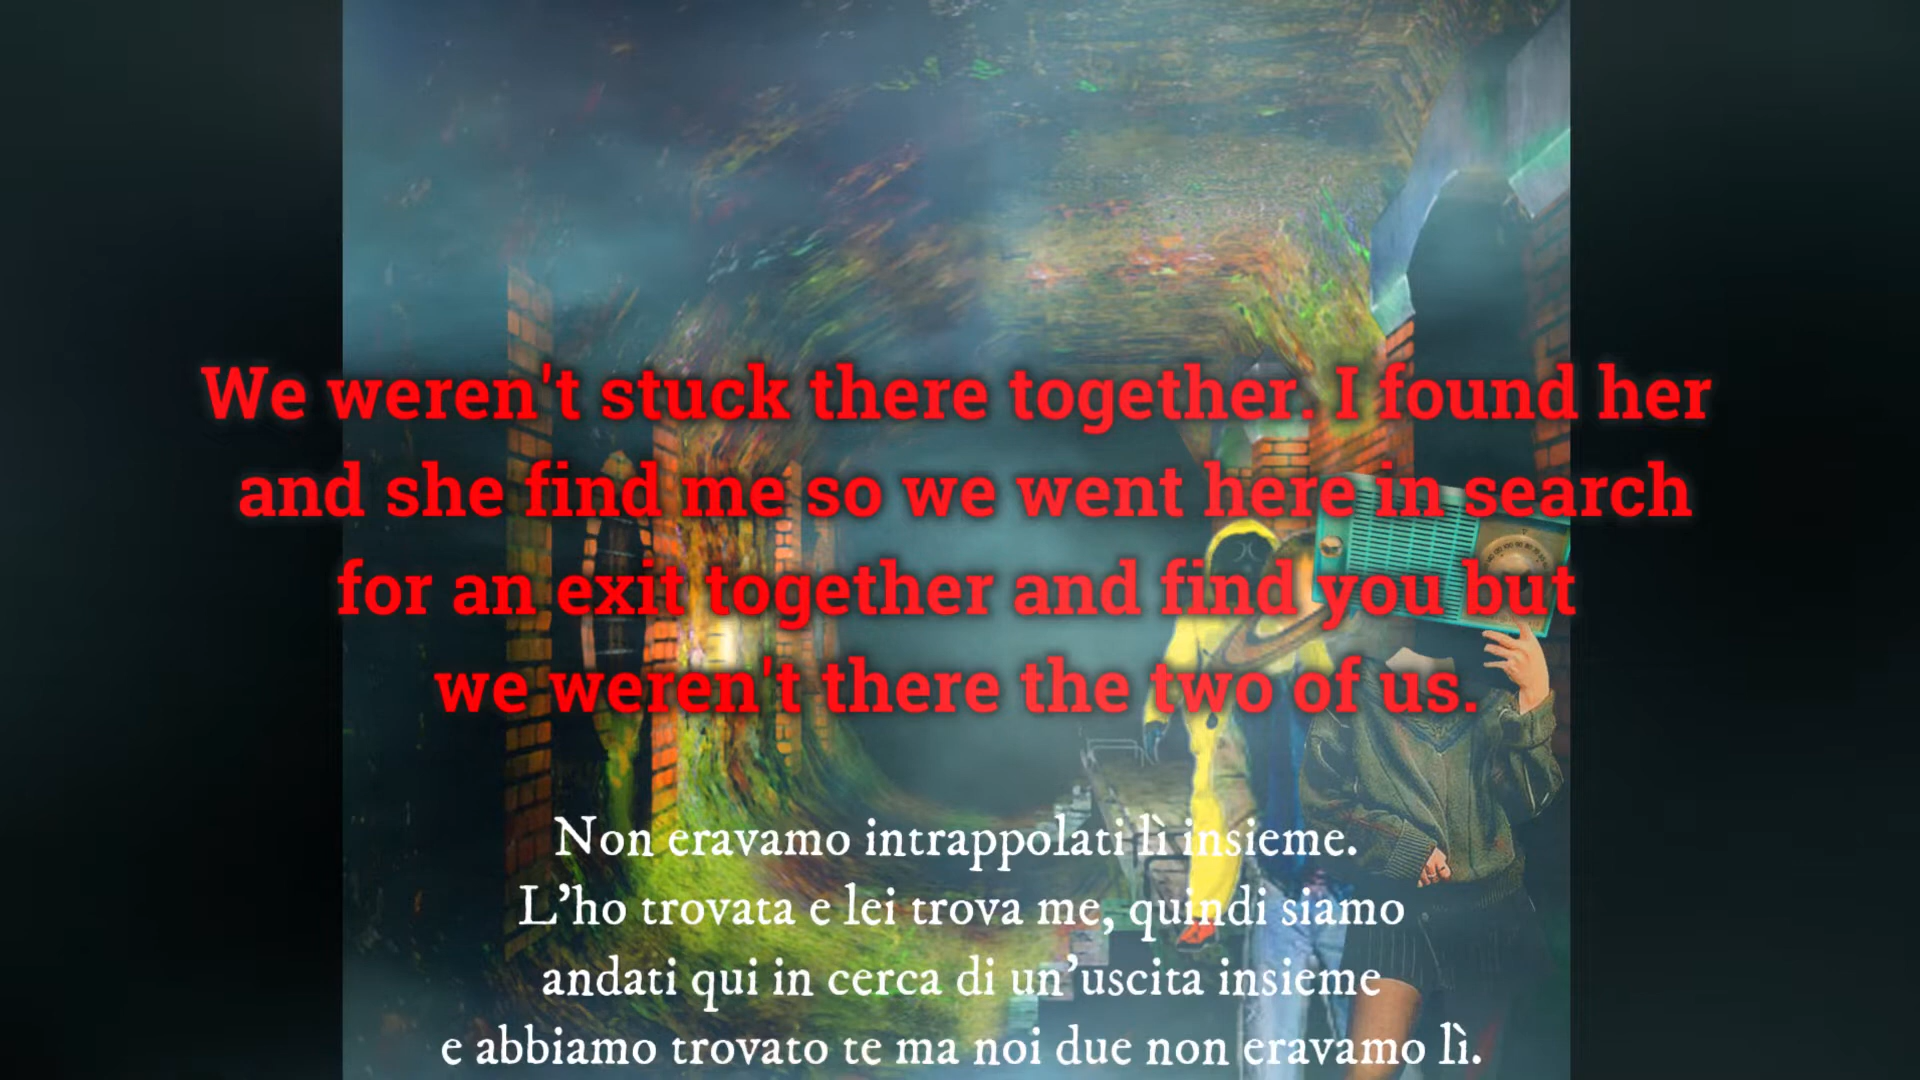 We weren't stuck there together. I found her
and she find me so we went here in search
for an exit together and find you but
we weren't there the two of us.
Non eravamo intrappolati lì insieme.
L'ho trovata e lei trova me, quindi siamo
andati qui in cerca di un'uscita insieme
e abbiamo trovato te ma noi due non eravamo lì.